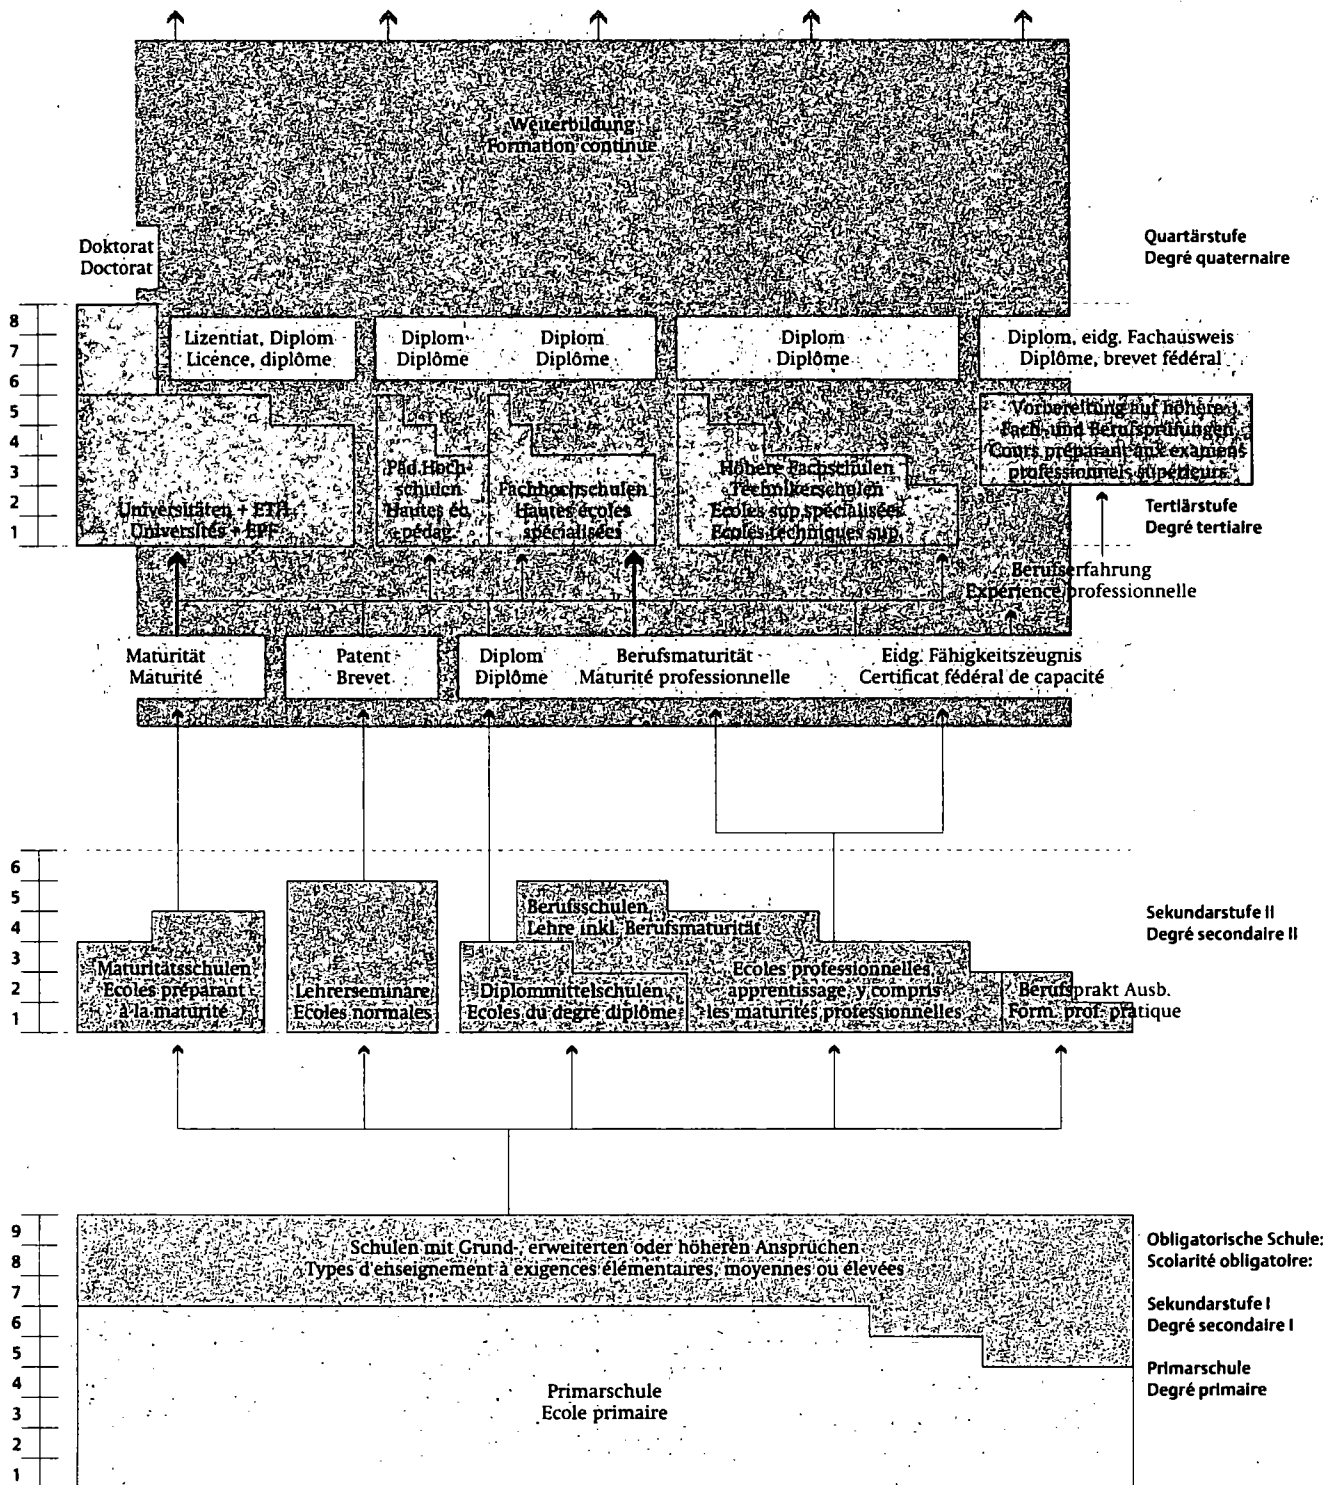 Weiterbildung
Formation continue
Doktorat
Doctorat
Quartärstufe
Degré quaternaire
8
7
6
5
4
3
2
1
Lizentiat, Diplom
Licence, diplôme
Diplom
Diplôme
Diplom
Diplôme
Diplom
Diplôme
Diplom, eidg. Fachausweis
Diplôme, brevet fédéral
Universitäten + ETH
Universités + EPF
Päd. Hoch-
schulen
Hautes éc.
pédag.
Fachhochschulen
Hautes écoles
spécialisées
Höhere Fachschulen
Technikerschulen
Ecoles sup. spécialisées
Ecoles techniques sup.
Vorbereitung auf höhere
Fach- und Berufsprüfungen
Cours préparant aux examens
professionnels supérieurs
Tertiärstufe
Degré tertiaire
Berufserfahrung
Expérience professionnelle
Maturität
Maturité
Patent
Brevet
Diplom
Diplôme
Berufsmaturität
Maturité professionnelle
Eidg. Fähigkeitszeugnis
Certificat fédéral de capacité
6
5
4
3
2
1
Maturitätsschulen
Ecoles préparant
à la maturité
Lehrerseminare
Ecoles normales
Berufsschulen,
Lehre inkl. Berufsmaturität
Diplommittelschulen
Ecoles du degré diplôme
Ecoles professionnelles
apprentissage, y compris
les maturités professionnelles
Berufsprakt Ausb.
Form. prof. pratique
Sekundarstufe II
Degré secondaire II
9
8
7
6
5
4
3
2
1
Schulen mit Grund-, erweiterten oder höheren Ansprüchen
Types d'enseignement à exigences élémentaires, moyennes ou élevées
Primarschule
Ecole primaire
Obligatorische Schule:
Scolarité obligatoire:
Sekundarstufe I
Degré secondaire I
Primarschule
Degré primaire